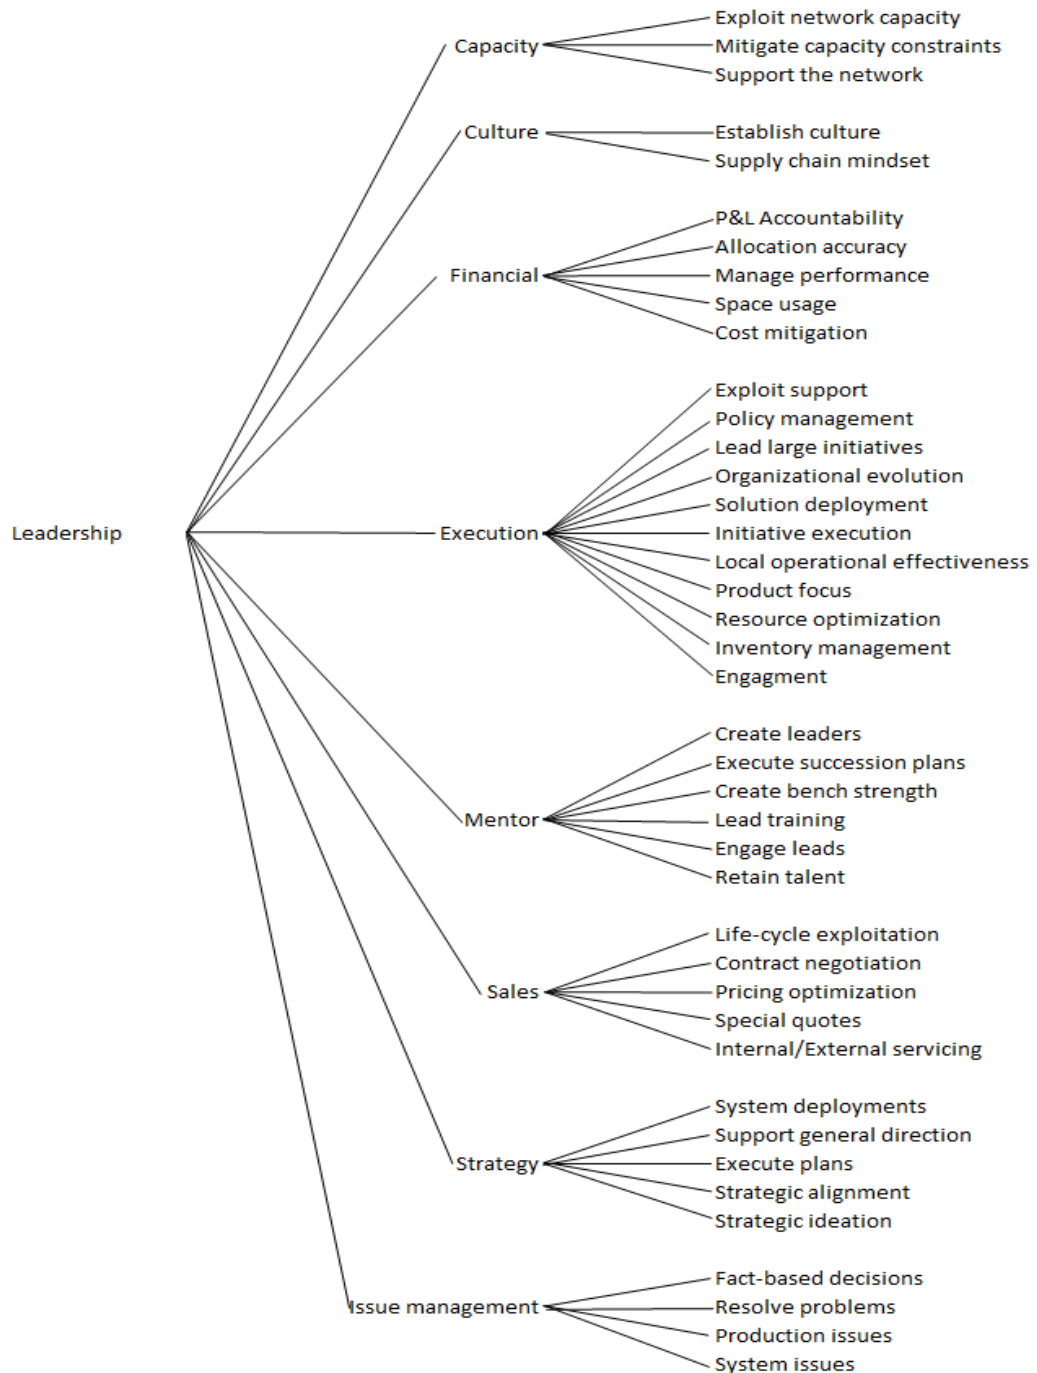 Exploit network capacity
Capacity Mitigate capacity constraints
Support the network
Culture Establish culture
Supply chain mindset
P&L Accountability
Allocation accuracy
Financial Manage performance
Space usage
Cost mitigation
Exploit support
Policy management
Lead large initiatives
Organizational evolution
Solution deployment
Leadership Execution Initiative execution
Local operational effectiveness
Product focus
Resource optimization
Inventory management
Engagment
Create leaders
Execute succession plans
Create bench strength
Mentor Lead training
Engage leads
Retain talent
Life-cycle exploitation
Contract negotiation
Sales Pricing optimization
Special quotes
Internal/External servicing
System deployments
Support general direction
Strategy Execute plans
Strategic alignment
Strategic ideation
Fact-based decisions
Issue management Resolve problems
Production issues
System issues